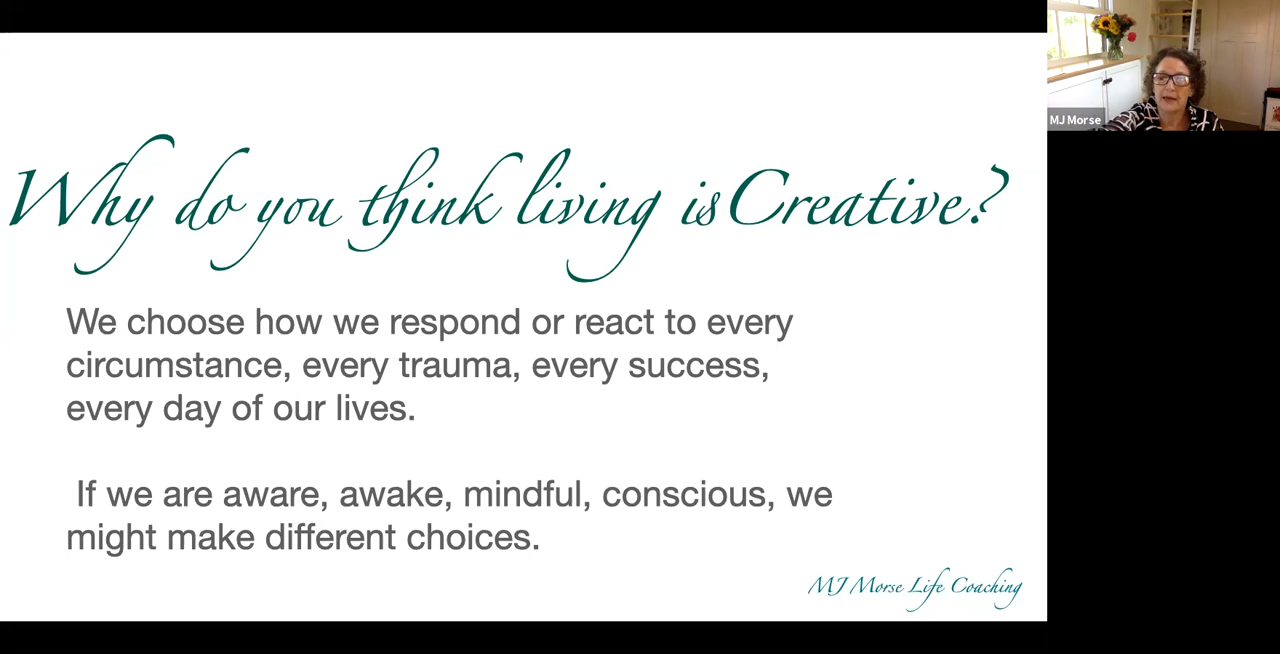 Why do you think living is Creative?
We choose how we respond or react to every
circumstance, every trauma, every success,
every day of our lives.
If we are aware, awake, mindful, conscious, we
might make different choices.
MJ Morse Life Coaching
MJ Morse